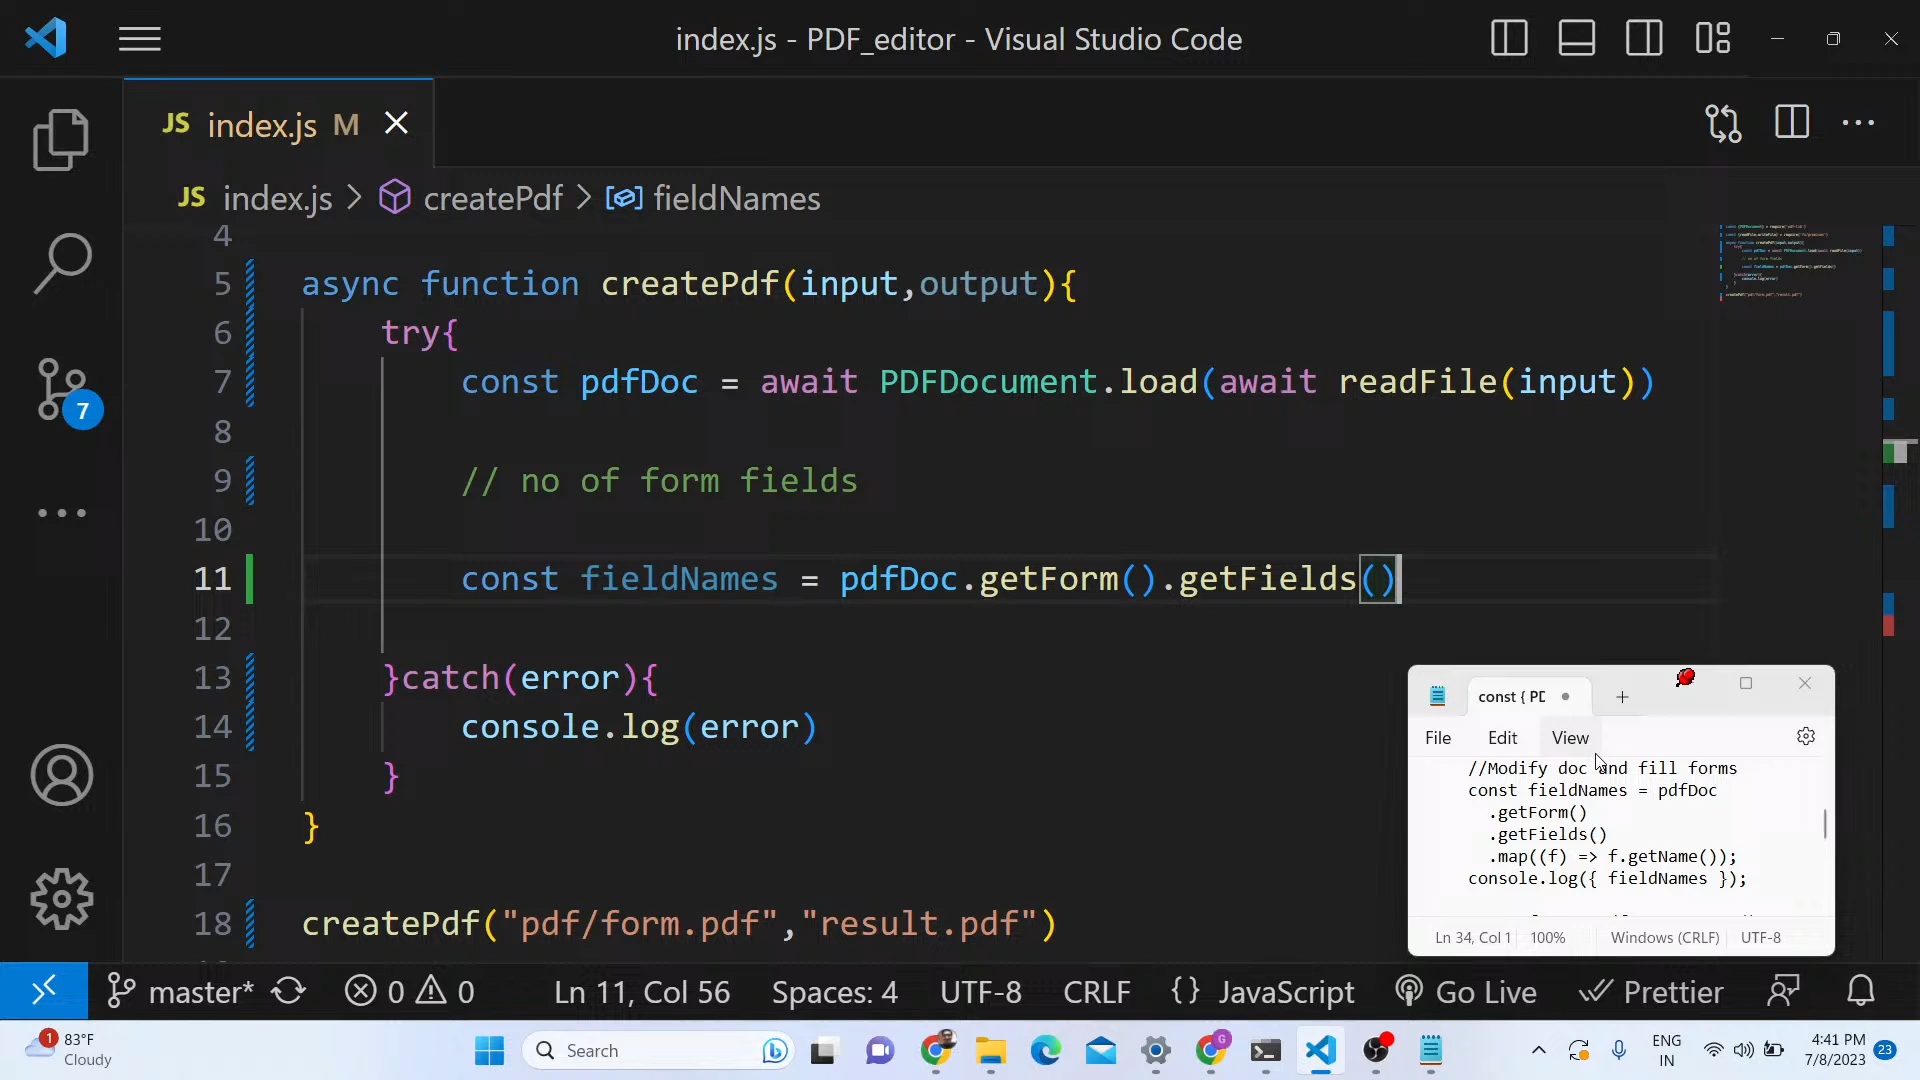 index.js - PDF_editor - Visual Studio Code
JS index.js M
JS index.js > createPdf > fieldNames
4
5 async function createPdf(input,output){
6 try{
7 const pdfDoc = await PDFDocument.load(await readFile(input))
8
9 // no of form fields
10
11 const fieldNames = pdfDoc.getForm().getFields()
12
13 }catch(error){
14 console.log(error)
15 }
16 }
17
18 createPdf("pdf/form.pdf","result.pdf")
7
const { PD
File Edit View
//Modify doc and fill forms
const fieldNames = pdfDoc
.getForm()
.getFields()
.map((f) => f.getName());
console.log({ fieldNames });
Ln 34, Col 1 100% Windows (CRLF) UTF-8
master* 0 0 Ln 11, Col 56 Spaces: 4 UTF-8 CRLF {} JavaScript Go Live Prettier
1 83°F
Cloudy
Search
G
ENG
IN
4:41 PM
7/8/2023
23